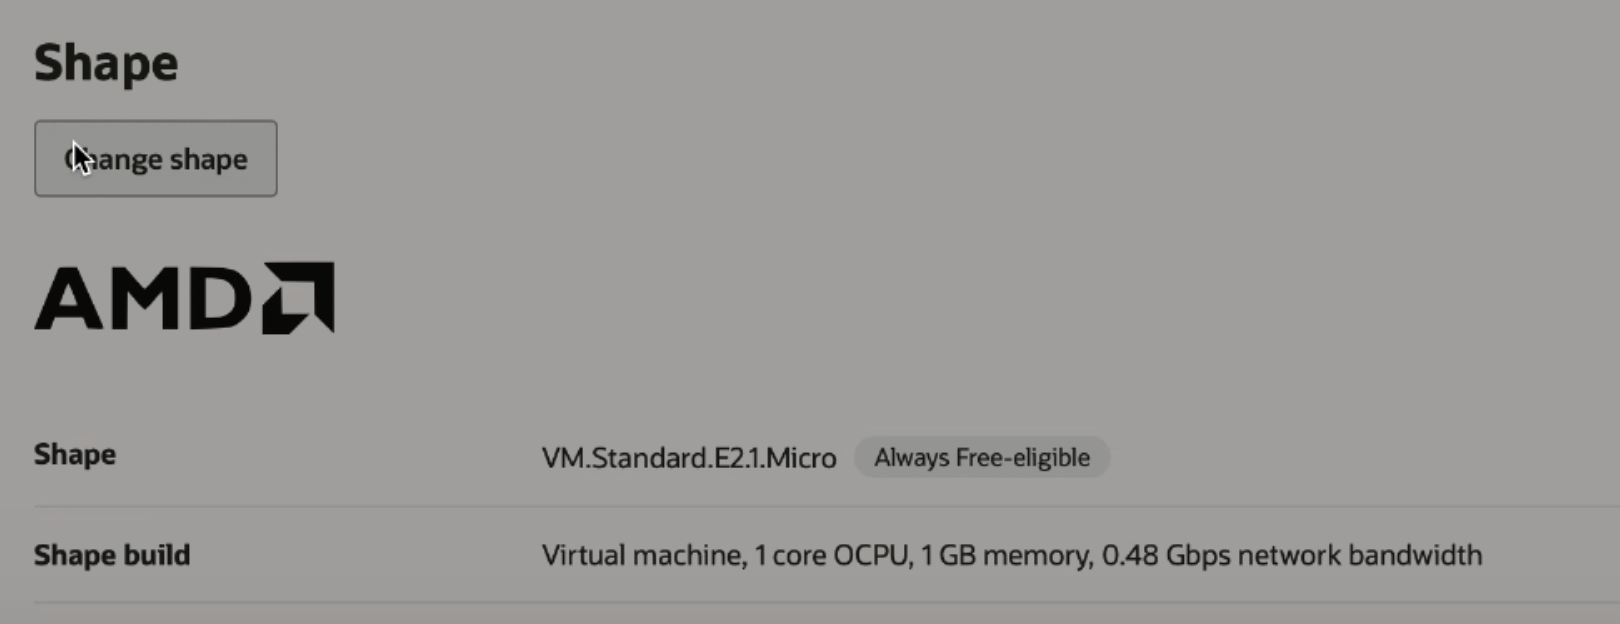 Shape
Change shape
AMD
Shape VM.Standard.E2.1.Micro Always Free-eligible
Shape build Virtual machine, 1 core OCPU, 1 GB memory, 0.48 Gbps network bandwidth